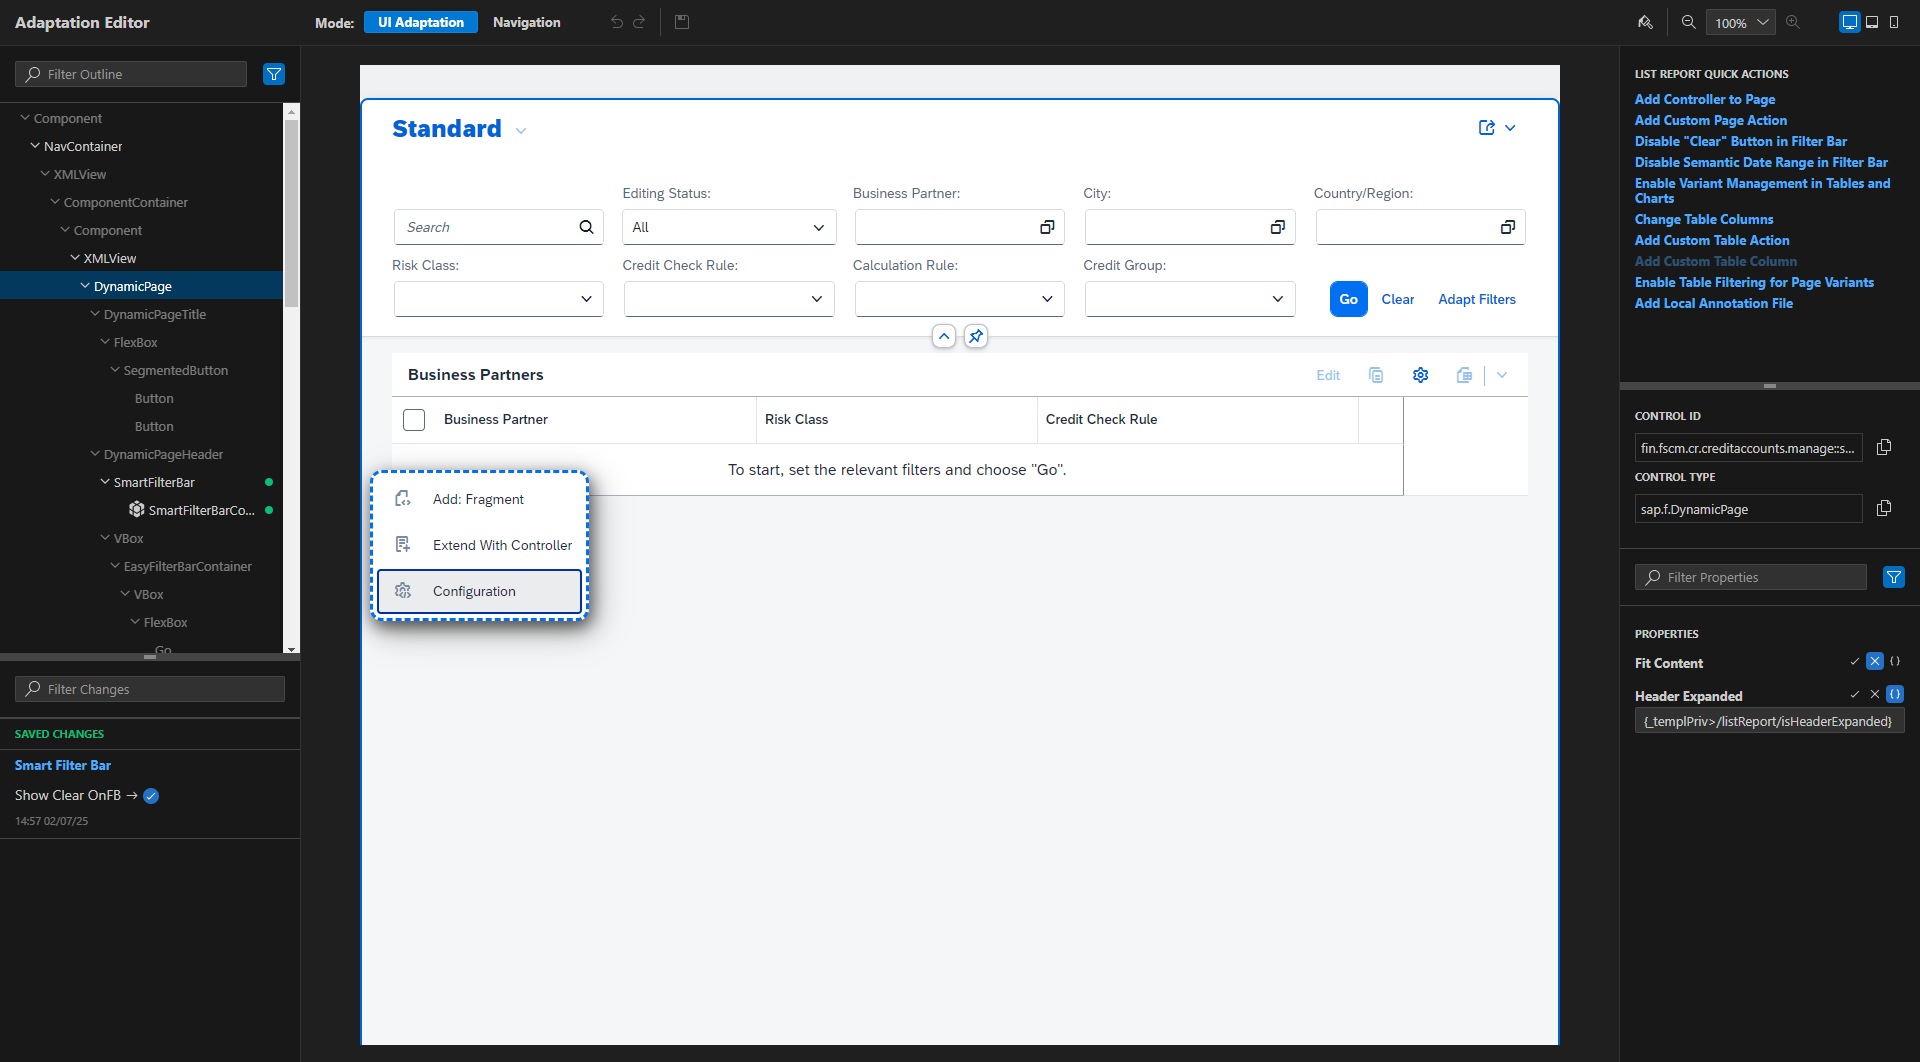 Adaptation Editor
Mode: UI Adaptation Navigation
100%
Filter Outline
Component
NavContainer
XMLView
ComponentContainer
Component
XMLView
DynamicPage
DynamicPageTitle
FlexBox
SegmentedButton
Button
Button
DynamicPageHeader
SmartFilterBar
SmartFilterBarCo...
VBox
EasyFilterBarContainer
VBox
FlexBox
Go
Filter Changes
SAVED CHANGES
Smart Filter Bar
Show Clear OnFB →
14:57 02/07/25
Standard
Editing Status: Business Partner: City: Country/Region:
Search All
Risk Class: Credit Check Rule: Calculation Rule: Credit Group:
Go Clear Adapt Filters
Business Partners
Edit
Business Partner Risk Class Credit Check Rule
To start, set the relevant filters and choose "Go".
Add: Fragment
Extend With Controller
Configuration
LIST REPORT QUICK ACTIONS
Add Controller to Page
Add Custom Page Action
Disable "Clear" Button in Filter Bar
Disable Semantic Date Range in Filter Bar
Enable Variant Management in Tables and
Charts
Change Table Columns
Add Custom Table Action
Add Custom Table Column
Enable Table Filtering for Page Variants
Add Local Annotation File
CONTROL ID
fin.fscm.cr.creditaccounts.manage::s...
CONTROL TYPE
sap.f.DynamicPage
Filter Properties
PROPERTIES
Fit Content
Header Expanded
{_templPriv>/listReport/isHeaderExpanded}